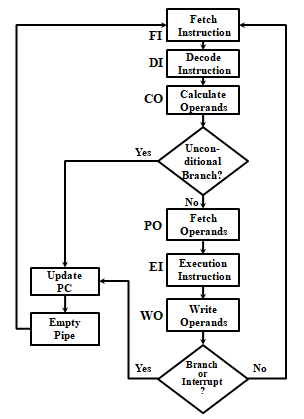 Fetch
Instruction
FI
Decode
DI
Instruction
Calculate
CO
Operands
Yes
Uncon-
ditional
Branch?
No
Fetch
PO
Operands
Execution
EI
Instruction
Update
PC
Write
WO
Operands
Empty
Pipe
Yes
Branch
or
Interrupt
?
No